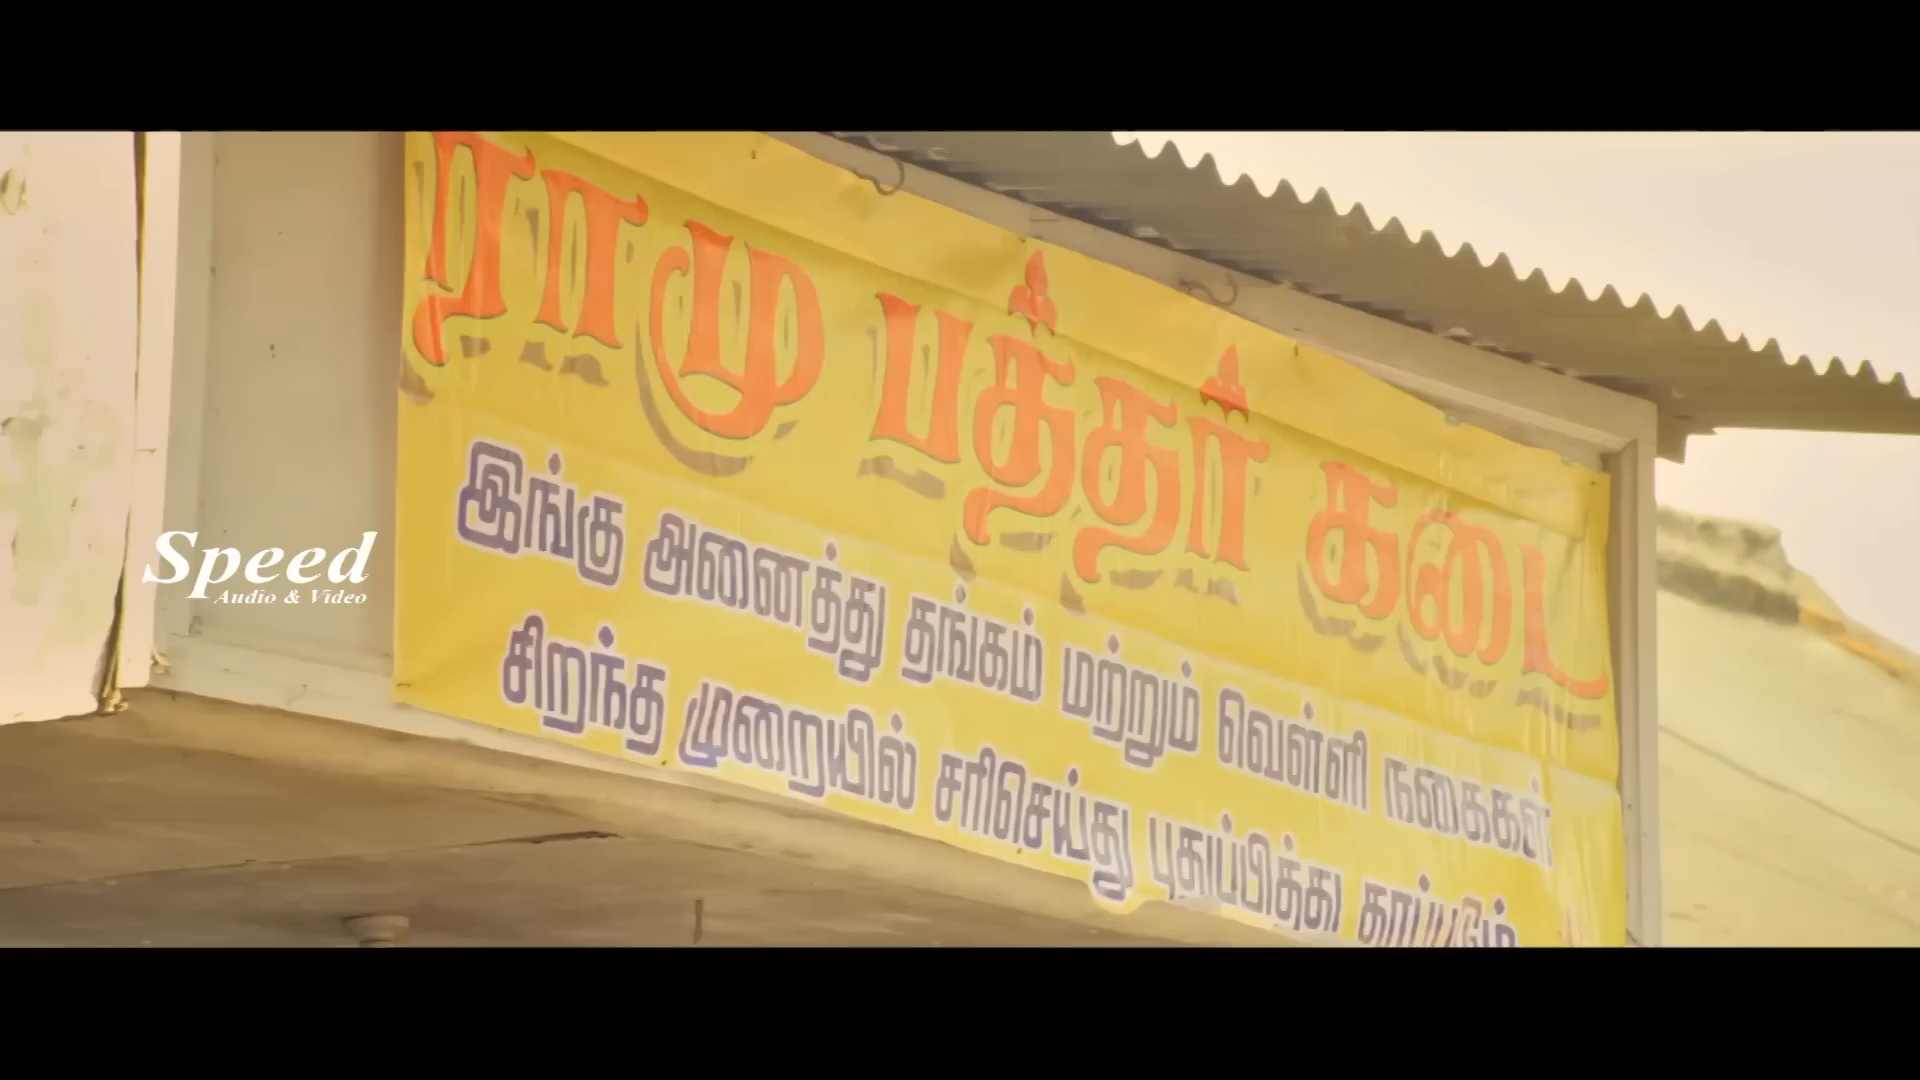 ராமு பத்தர் கடை
இங்கு அனைத்து தங்கம் மற்றும் வெள்ளி நகைகள்
சிறந்த முறையில் சரிசெய்து
Speed
Audio & Video